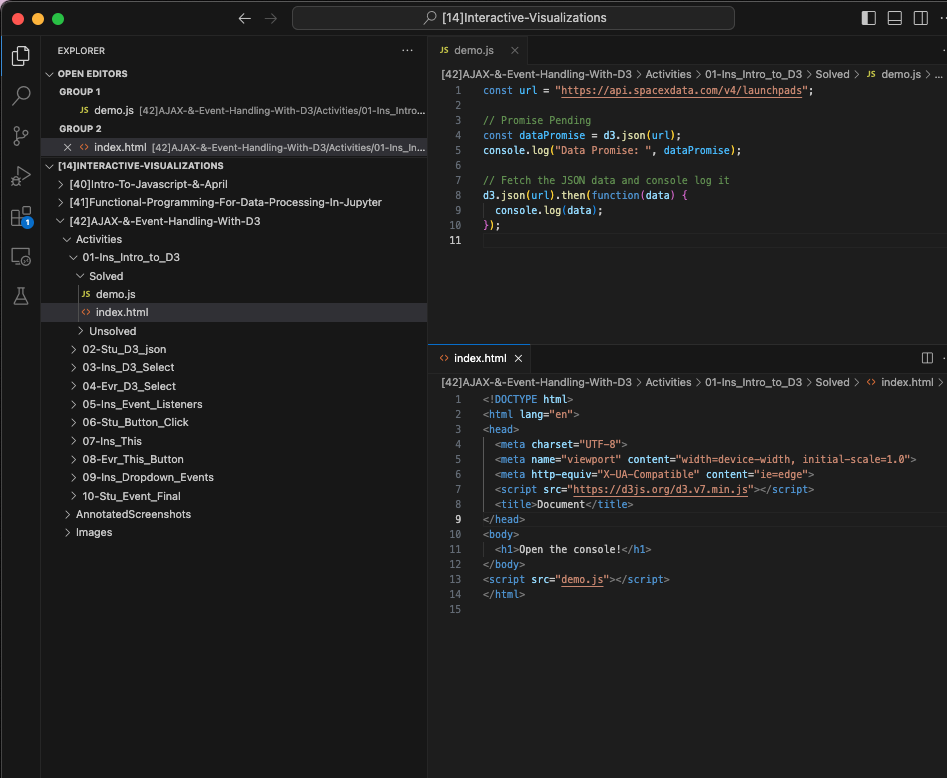 [14]Interactive-Visualizations
EXPLORER
OPEN EDITORS
GROUP 1
JS demo.js [42]AJAX-&-Event-Handling-With-D3/Activities/01-Ins_Intro...
GROUP 2
index.html [42]AJAX-&-Event-Handling-With-D3/Activities/01-Ins_In...
[14]INTERACTIVE-VISUALIZATIONS
[40]Intro-To-Javascript-&-April
[41]Functional-Programming-For-Data-Processing-In-Jupyter
[42]AJAX-&-Event-Handling-With-D3
Activities
01-Ins_Intro_to_D3
Solved
JS demo.js
index.html
Unsolved
02-Stu_D3_json
03-Ins_D3_Select
04-Evr_D3_Select
05-Ins_Event_Listeners
06-Stu_Button_Click
07-Ins_This
08-Evr_This_Button
09-Ins_Dropdown_Events
10-Stu_Event_Final
AnnotatedScreenshots
Images
1
JS demo.js
[42]AJAX-&-Event-Handling-With-D3 > Activities > 01-Ins_Intro_to_D3 > Solved > JS demo.js > ...
1 const url = "https://api.spacexdata.com/v4/launchpads";
2
3 // Promise Pending
4 const dataPromise = d3.json(url);
5 console.log("Data Promise: ", dataPromise);
6
7 // Fetch the JSON data and console log it
8 d3.json(url).then(function(data) {
9 console.log(data);
10 });
11
index.html
[42]AJAX-&-Event-Handling-With-D3 > Activities > 01-Ins_Intro_to_D3 > Solved > index.html >
1 <!DOCTYPE html>
2 <html lang="en">
3 <head>
4 <meta charset="UTF-8">
5 <meta name="viewport" content="width=device-width, initial-scale=1.0">
6 <meta http-equiv="X-UA-Compatible" content="ie=edge">
7 <script src="https://d3js.org/d3.v7.min.js"></script>
8 <title>Document</title>
9 </head>
10 <body>
11 <h1>Open the console!</h1>
12 </body>
13 <script src="demo.js"></script>
14 </html>
15